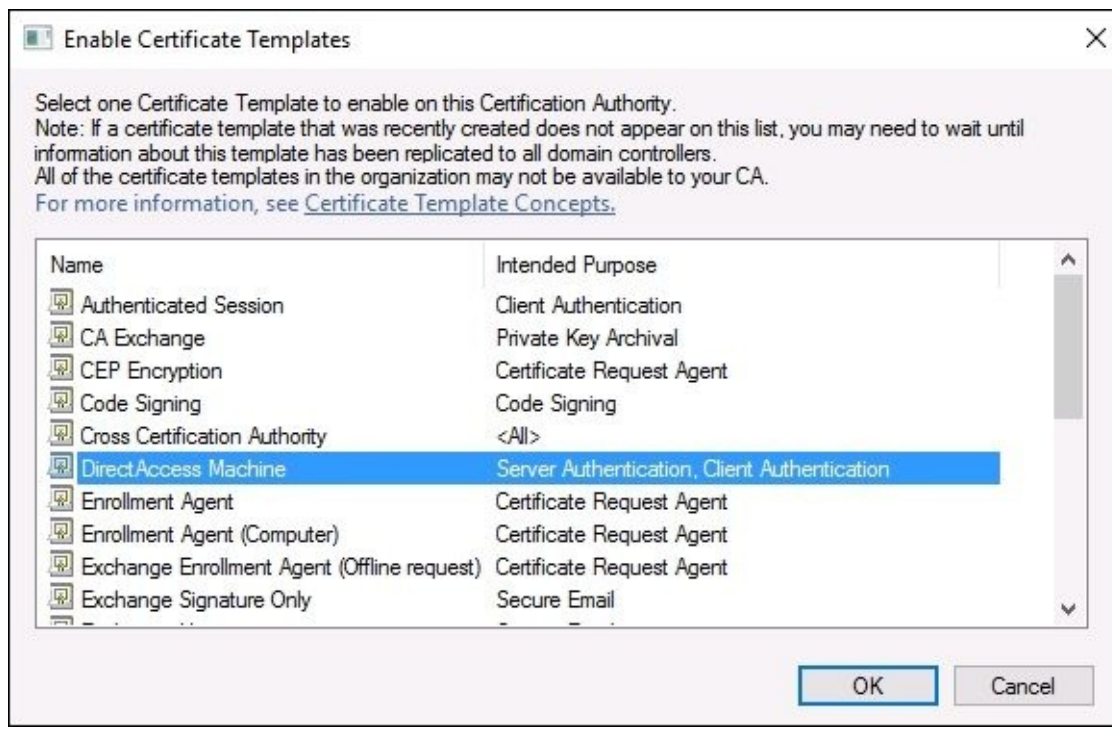 Enable Certificate Templates
Select one Certificate Template to enable on this Certification Authority.
Note: If a certificate template that was recently created does not appear on this list, you may need to wait until
information about this template has been replicated to all domain controllers.
All of the certificate templates in the organization may not be available to your CA.
For more information, see Certificate Template Concepts.
Name Intended Purpose
Authenticated Session Client Authentication
CA Exchange Private Key Archival
CEP Encryption Certificate Request Agent
Code Signing Code Signing
Cross Certification Authority <All>
DirectAccess Machine Server Authentication, Client Authentication
Enrollment Agent Certificate Request Agent
Enrollment Agent (Computer) Certificate Request Agent
Exchange Enrollment Agent (Offline request) Certificate Request Agent
Exchange Signature Only Secure Email
OK Cancel